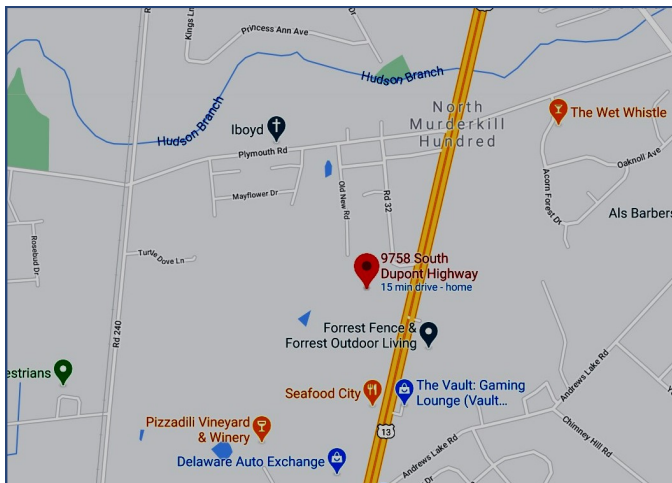 Kings Ln
Princess Ann Ave
Hudson Branch
Hudson Branch
North
Murderkill
Hundred
The Wet Whistle
Iboyd
Plymouth Rd
Oaknoll Ave
Mayflower Dr
Old New Rd
Rd 32
Acorn Forest Dr
Als Barbers
Rosebud Dr
Turtle Dove Ln
9758 South
Dupont Highway
15 min drive - home
Rd 240
Forrest Fence &
Forrest Outdoor Living
estrians
Seafood City
The Vault: Gaming
Lounge (Vault...
Andrews Lake Rd
Pizzadili Vineyard
& Winery
13
Chimney Hill Rd
Andrews Lake Rd
Delaware Auto Exchange